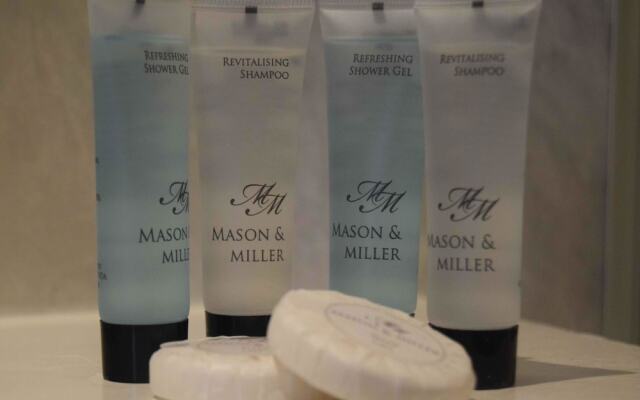 REFRESHING
SHOWER GEL
MM
MASON &
MILLER
REVITALISING
SHAMPOO
MM
MASON &
MILLER
REFRESHING
SHOWER GEL
MM
MASON &
MILLER
REVITALISING
SHAMPOO
MM
MASON &
MILLER